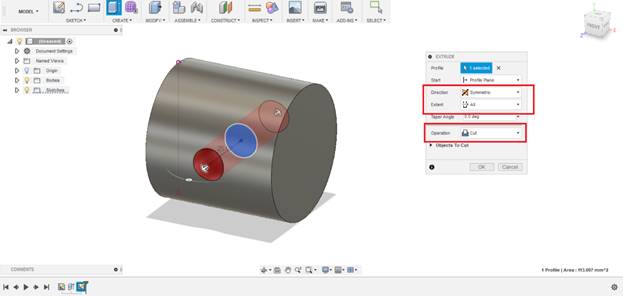 MODEL
SKETCH
CREATE
MODIFY
ASSEMBLE
CONSTRUCT
INSPECT
INSERT
MAKE
ADD-INS
SELECT
BROWSER
(Unsaved)
Document Settings
Named Views
Origin
Bodies
Sketches
FRONT
Z
EXTRUDE
Profile 1 selected
Start Profile Plane
Direction Symmetric
Extent All
Taper Angle 0.0 deg
Operation Cut
Objects To Cut
OK Cancel
COMMENTS
1 Profile | Area : 113.097 mm^2